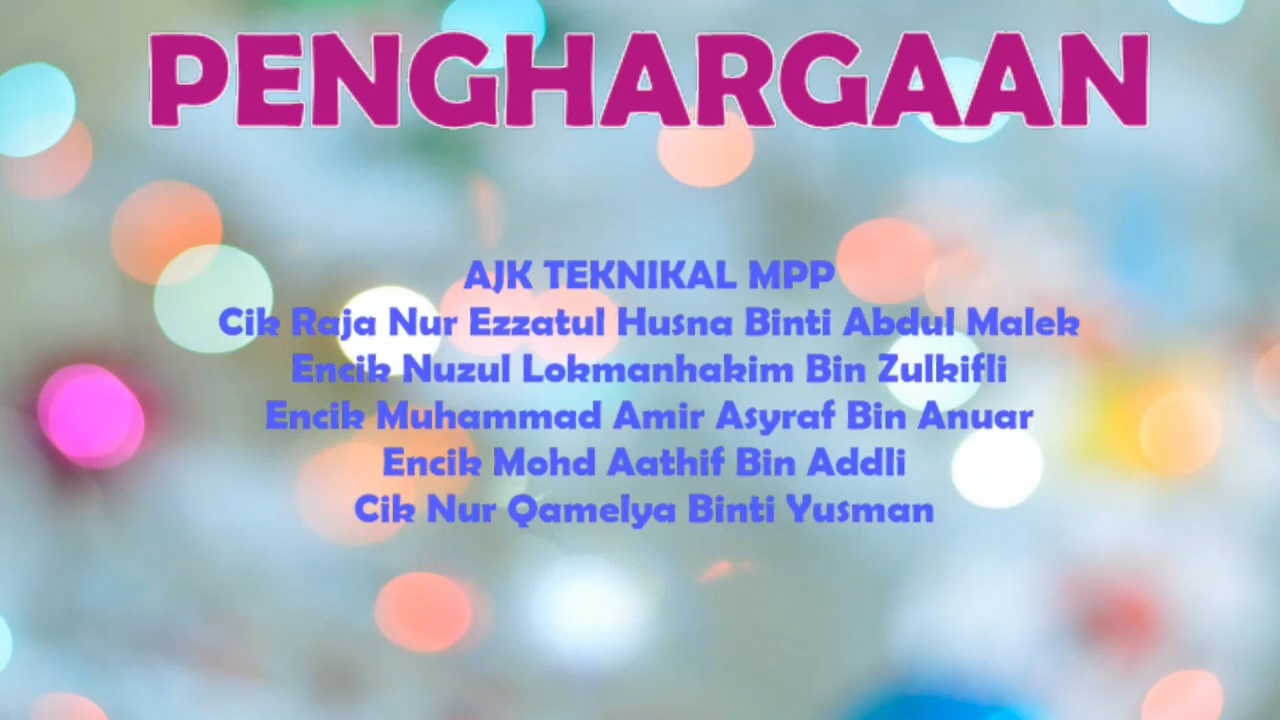 PENGHARGAAN
AJK TEKNIKAL MPP
Cik Raja Nur Ezzatul Husna Binti Abdul Malek
Encik Nuzul Lokmanhakim Bin Zulkifli
Encik Muhammad Amir Asyraf Bin Anuar
Encik Mohd Aathif Bin Addli
Cik Nur Qamelya Binti Yusman